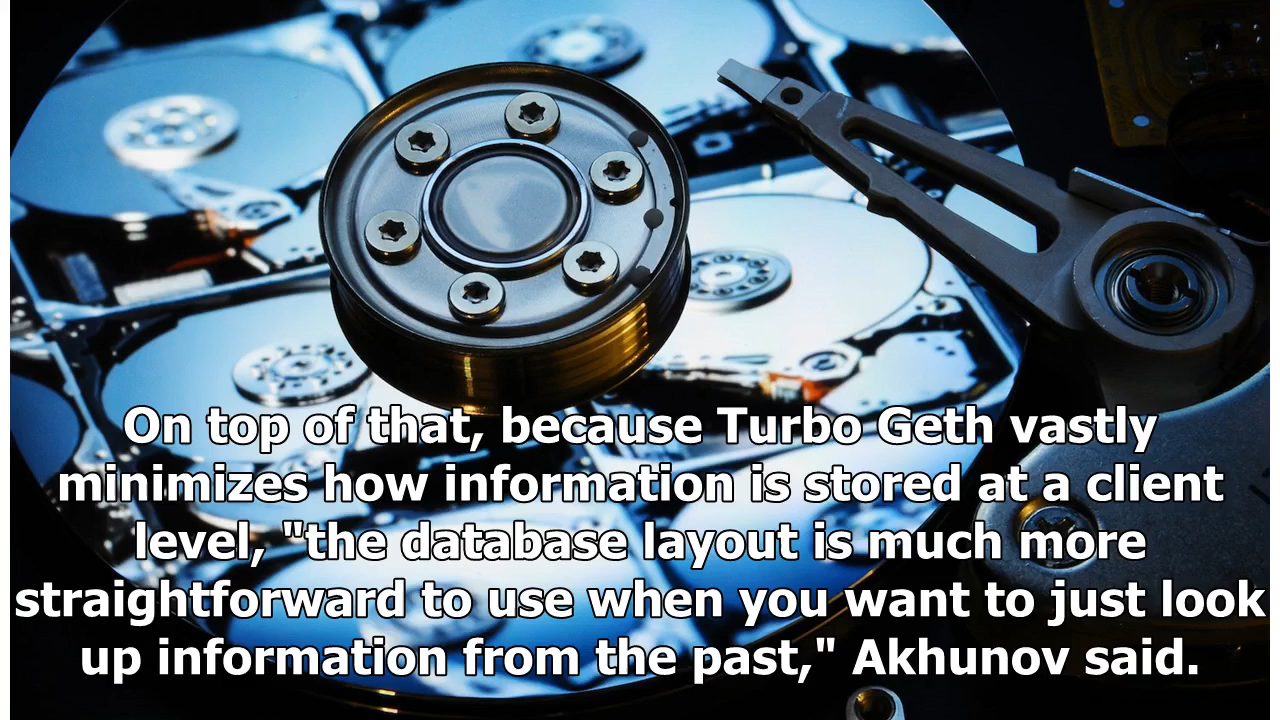 On top of that, because Turbo Geth vastly
minimizes how information is stored at a client
level, "the database layout is much more
straightforward to use when you want to just look
up information from the past," Akhunov said.